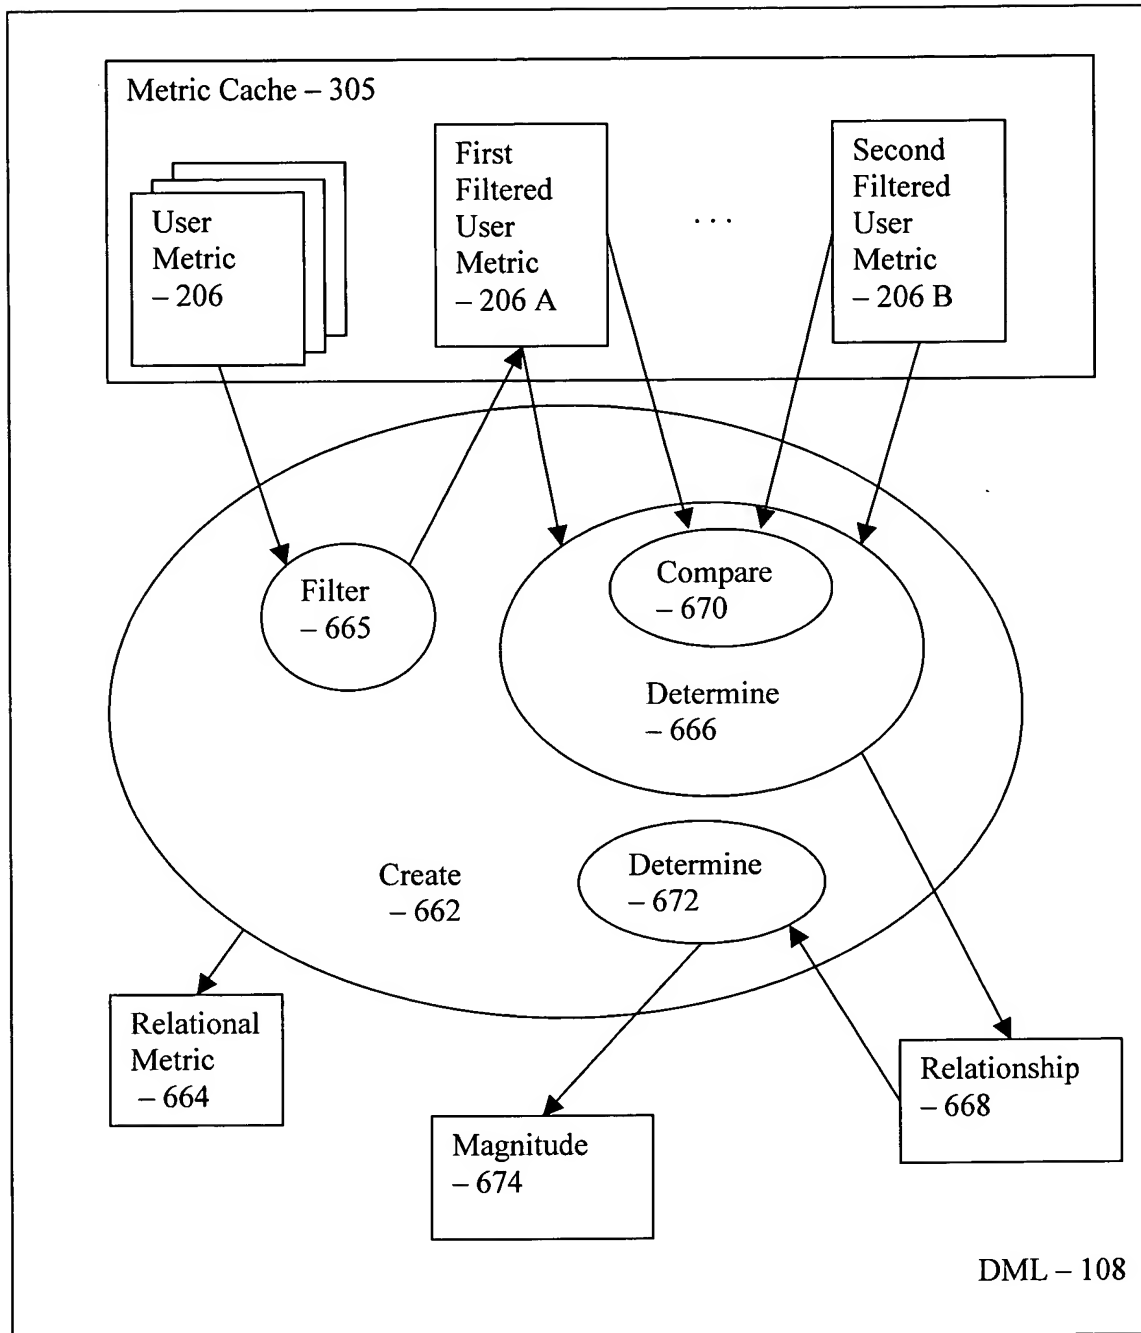 Metric Cache – 305
User
Metric
– 206
First
Filtered
User
Metric
– 206 A
. . .
Second
Filtered
User
Metric
– 206 B
Filter
– 665
Compare
– 670
Determine
– 666
Create
– 662
Determine
– 672
Relational
Metric
– 664
Magnitude
– 674
Relationship
– 668
DML – 108